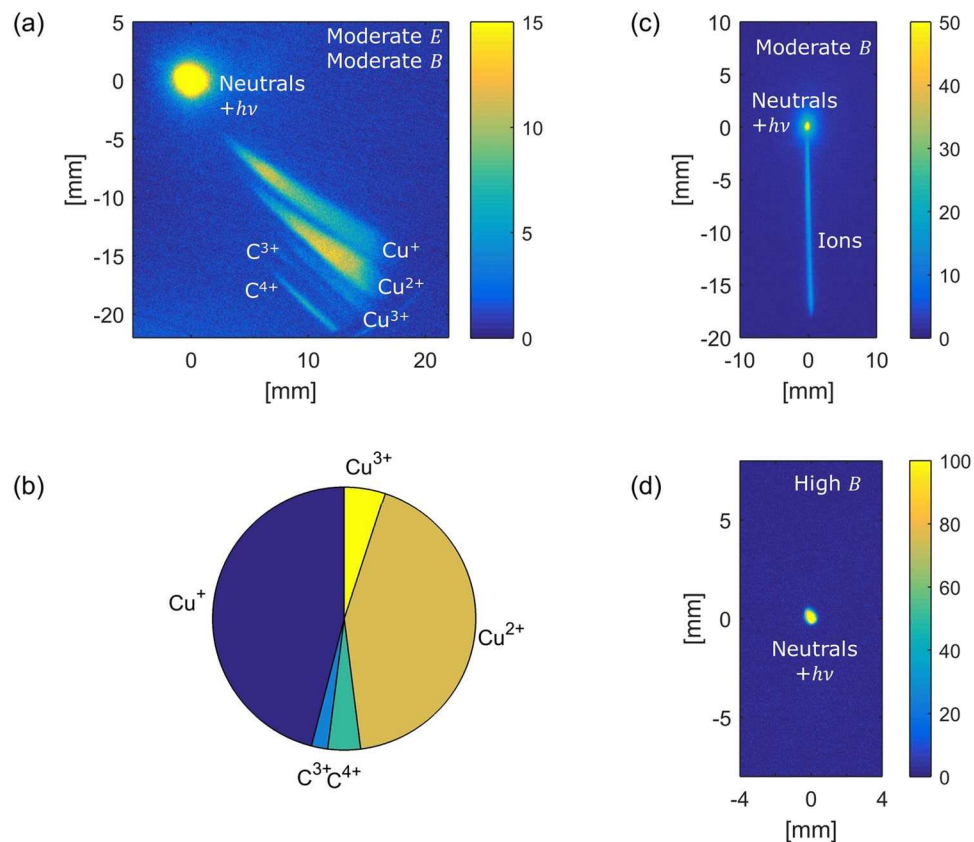 (a)
5
0
-5
-10
-15
-20
[mm]
0
10
20
[mm]
Moderate E
Moderate B
Neutrals
+hν
C³⁺
C⁴⁺
Cu⁺
Cu²⁺
Cu³⁺
15
10
5
0
(c)
10
5
0
-5
-10
-15
-20
[mm]
-10
0
10
[mm]
Moderate B
Neutrals
+hν
Ions
50
40
30
20
10
0
(b)
Cu³⁺
Cu⁺
Cu²⁺
C³⁺ C⁴⁺
(d)
5
0
-5
[mm]
-4
0
4
[mm]
High B
Neutrals
+hν
100
80
60
40
20
0